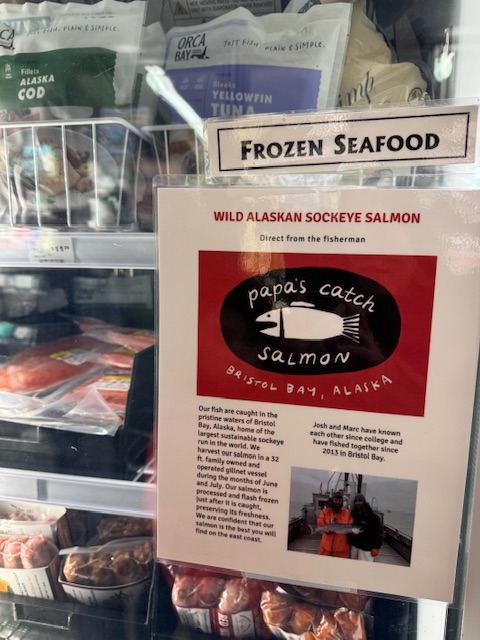 ORCA
BAY
JUST FISH, PLAIN & SIMPLE.
Fillets
ALASKA
COD
Steaks
YELLOWFIN
TUNA
FROZEN SEAFOOD
WILD ALASKAN SOCKEYE SALMON
Direct from the fisherman
papa's catch
salmon
BRISTOL BAY, ALASKA
Our fish are caught in the
pristine waters of Bristol
Bay, Alaska, home of the
largest sustainable sockeye
run in the world. We
harvest our salmon in a 32
ft. family owned and
operated gillnet vessel
during the months of June
and July. Our salmon is
processed and flash frozen
just after it is caught,
preserving its freshness.
We are confident that our
salmon is the best you will
find on the east coast.
Josh and Marc have known
each other since college and
have fished together since
2013 in Bristol Bay.